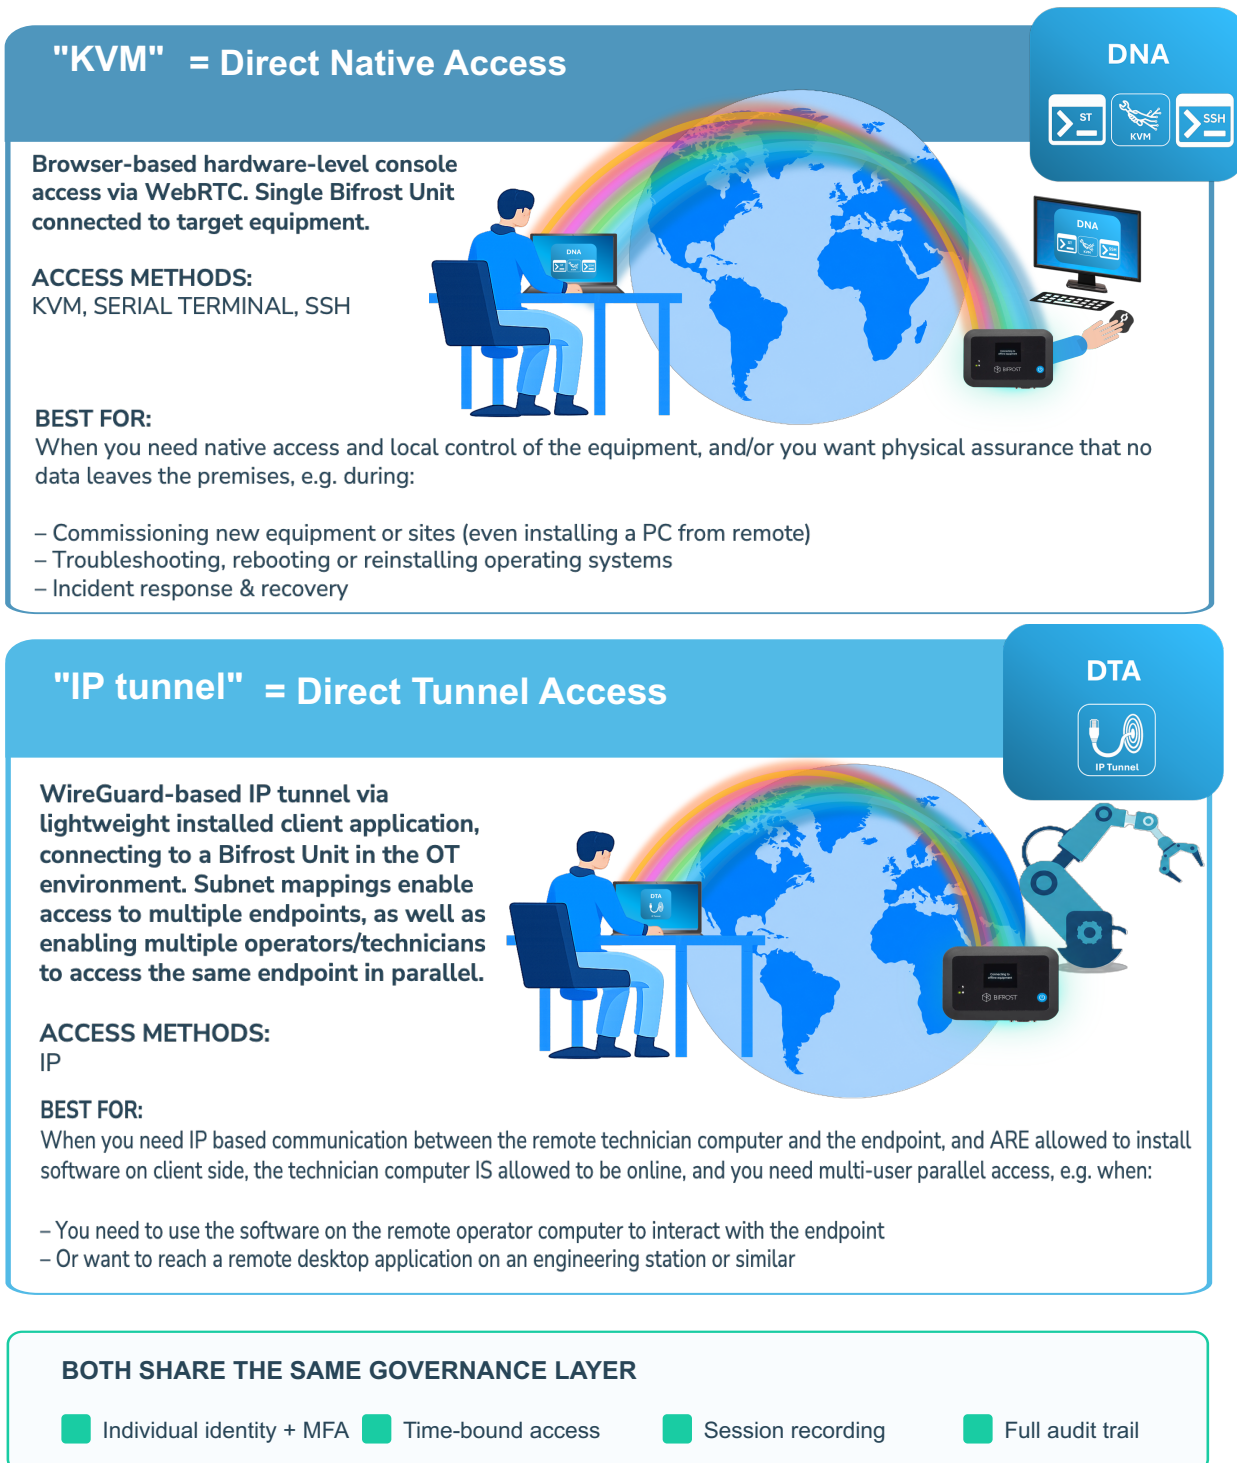 "KVM" = Direct Native Access
DNA
ST
KVM
SSH
Browser-based hardware-level console
access via WebRTC. Single Bifrost Unit
connected to target equipment.
ACCESS METHODS:
KVM, SERIAL TERMINAL, SSH
DNA
DNA
BIFROST
BEST FOR:
When you need native access and local control of the equipment, and/or you want physical assurance that no
data leaves the premises, e.g. during:
– Commissioning new equipment or sites (even installing a PC from remote)
– Troubleshooting, rebooting or reinstalling operating systems
– Incident response & recovery
"IP tunnel" = Direct Tunnel Access
DTA
IP Tunnel
WireGuard-based IP tunnel via
lightweight installed client application,
connecting to a Bifrost Unit in the OT
environment. Subnet mappings enable
access to multiple endpoints, as well as
enabling multiple operators/technicians
to access the same endpoint in parallel.
DTA
BIFROST
ACCESS METHODS:
IP
BEST FOR:
When you need IP based communication between the remote technician computer and the endpoint, and ARE allowed to install
software on client side, the technician computer IS allowed to be online, and you need multi-user parallel access, e.g. when:
– You need to use the software on the remote operator computer to interact with the endpoint
– Or want to reach a remote desktop application on an engineering station or similar
BOTH SHARE THE SAME GOVERNANCE LAYER
Individual identity + MFA
Time-bound access
Session recording
Full audit trail